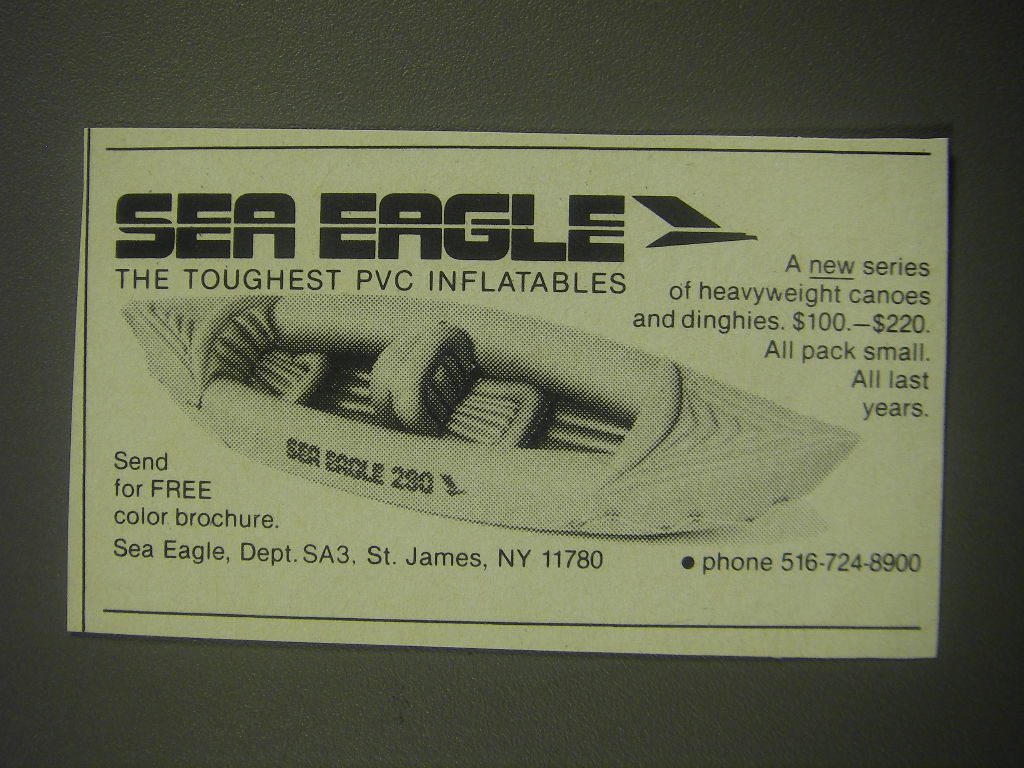 SEA EAGLE
THE TOUGHEST PVC INFLATABLES
A new series
of heavyweight canoes
and dinghies. $100.–$220.
All pack small.
All last
years.
SEA EAGLE 290
Send
for FREE
color brochure.
Sea Eagle, Dept. SA3, St. James, NY 11780
● phone 516-724-8900